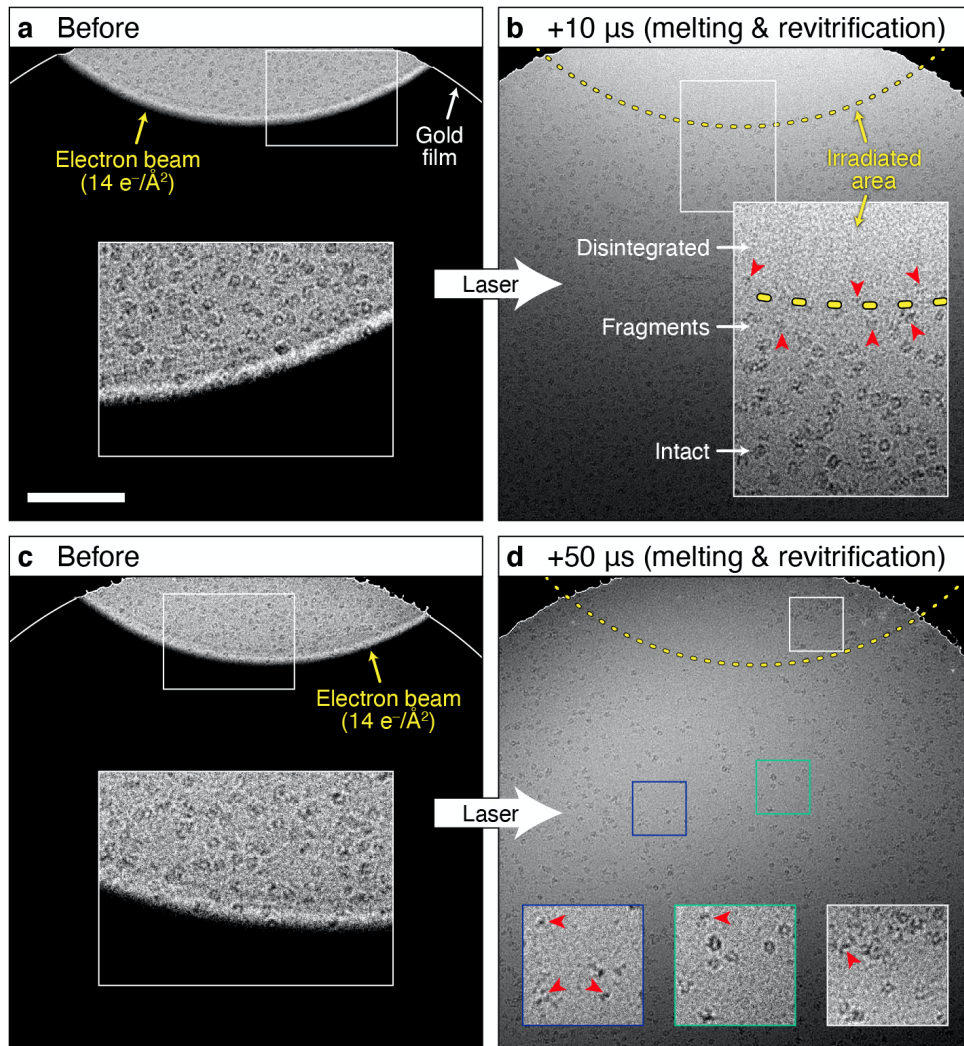 a Before
Electron beam
(14 e⁻/Å²)
Gold
film
b +10 µs (melting & revitrification)
Irradiated
area
Disintegrated
Fragments
Intact
Laser
c Before
Electron beam
(14 e⁻/Å²)
d +50 µs (melting & revitrification)
Laser